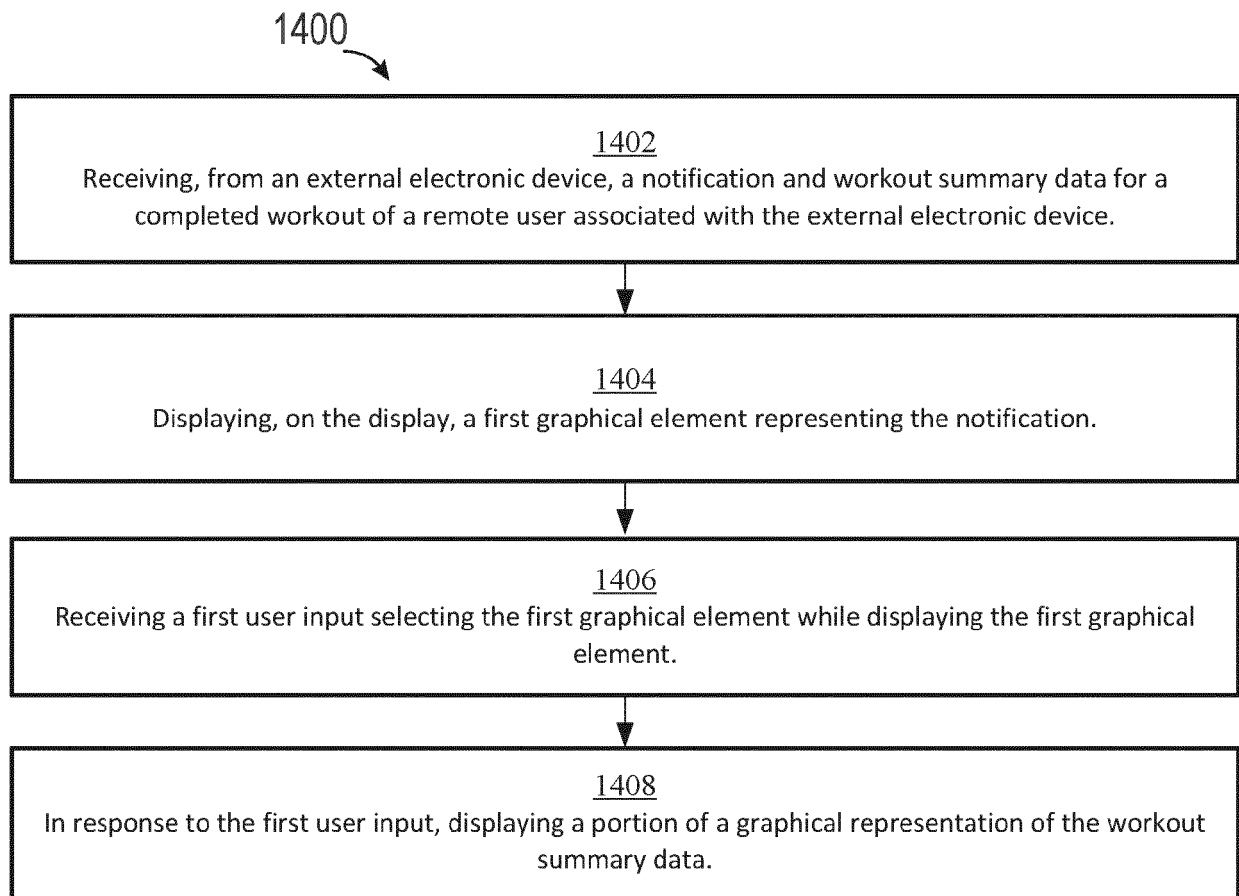 1400
1402
Receiving, from an external electronic device, a notification and workout summary data for a
completed workout of a remote user associated with the external electronic device.
1404
Displaying, on the display, a first graphical element representing the notification.
1406
Receiving a first user input selecting the first graphical element while displaying the first graphical
element.
1408
In response to the first user input, displaying a portion of a graphical representation of the workout
summary data.